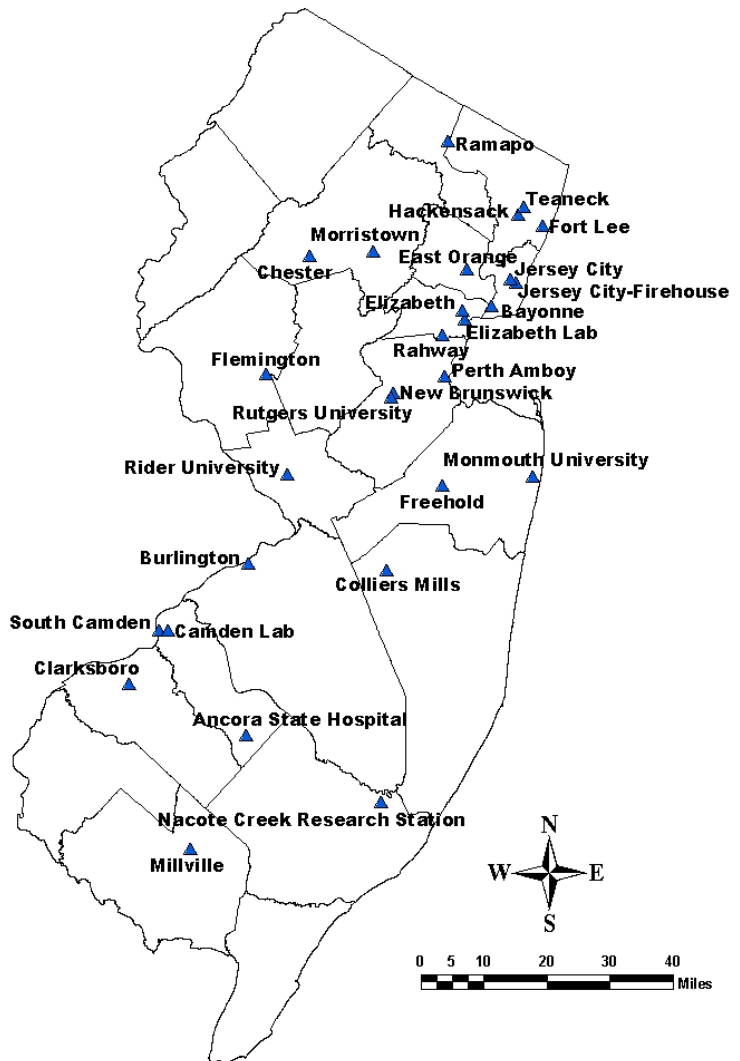 Ramapo
Teaneck
Hackensack
Fort Lee
Morristown
East Orange
Chester
Jersey City
Jersey City-Firehouse
Elizabeth
Bayonne
Elizabeth Lab
Rahway
Flemington
Perth Amboy
New Brunswick
Rutgers University
Rider University
Monmouth University
Freehold
Burlington
Colliers Mills
South Camden
Camden Lab
Clarksboro
Ancora State Hospital
Nacote Creek Research Station
Millville
N
W E
S
0 5 10 20 30 40
Miles